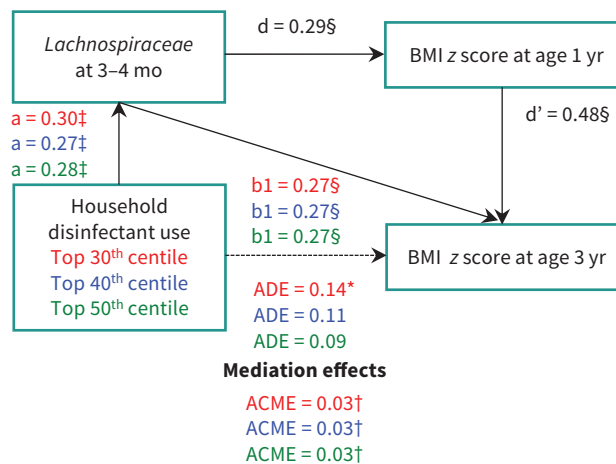 Lachnospiraceae
at 3–4 mo
d = 0.29§
BMI z score at age 1 yr
a = 0.30‡
a = 0.27‡
a = 0.28‡
d’ = 0.48§
Household
disinfectant use
Top 30th centile
Top 40th centile
Top 50th centile
b1 = 0.27§
b1 = 0.27§
b1 = 0.27§
BMI z score at age 3 yr
ADE = 0.14*
ADE = 0.11
ADE = 0.09
Mediation effects
ACME = 0.03†
ACME = 0.03†
ACME = 0.03†